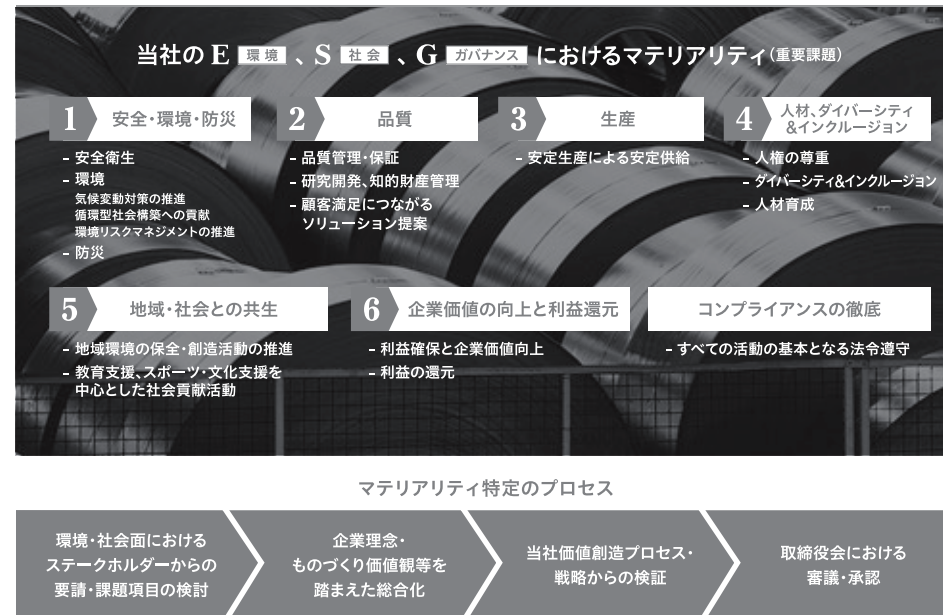 当社の E 環境 、S 社会 、G ガバナンス におけるマテリアリティ(重要課題)
1 安全・環境・防災
- 安全衛生
- 環境
気候変動対策の推進
循環型社会構築への貢献
環境リスクマネジメントの推進
- 防災
2 品質
- 品質管理・保証
- 研究開発、知的財産管理
- 顧客満足につながる
ソリューション提案
3 生産
- 安定生産による安定供給
4 人材、ダイバーシティ
&インクルージョン
- 人権の尊重
- ダイバーシティ&インクルージョン
- 人材育成
5 地域・社会との共生
- 地域環境の保全・創造活動の推進
- 教育支援、スポーツ・文化支援を
中心とした社会貢献活動
6 企業価値の向上と利益還元
- 利益確保と企業価値向上
- 利益の還元
コンプライアンスの徹底
- すべての活動の基本となる法令遵守
マテリアリティ特定のプロセス
環境・社会面における
ステークホルダーからの
要請・課題項目の検討
企業理念・
ものづくり価値観等を
踏まえた総合化
当社価値創造プロセス・
戦略からの検証
取締役会における
審議・承認